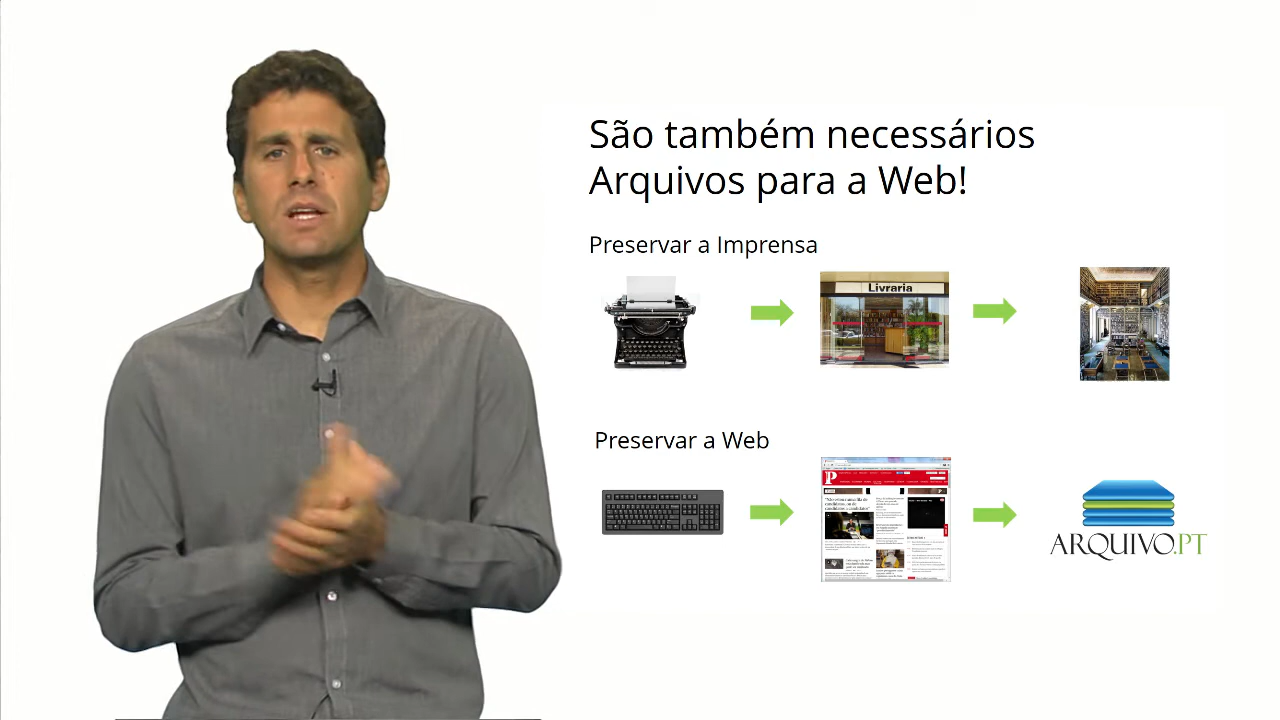 São também necessários
Arquivos para a Web!
Preservar a Imprensa
Livraria
Preservar a Web
P
ARQUIVO.PT